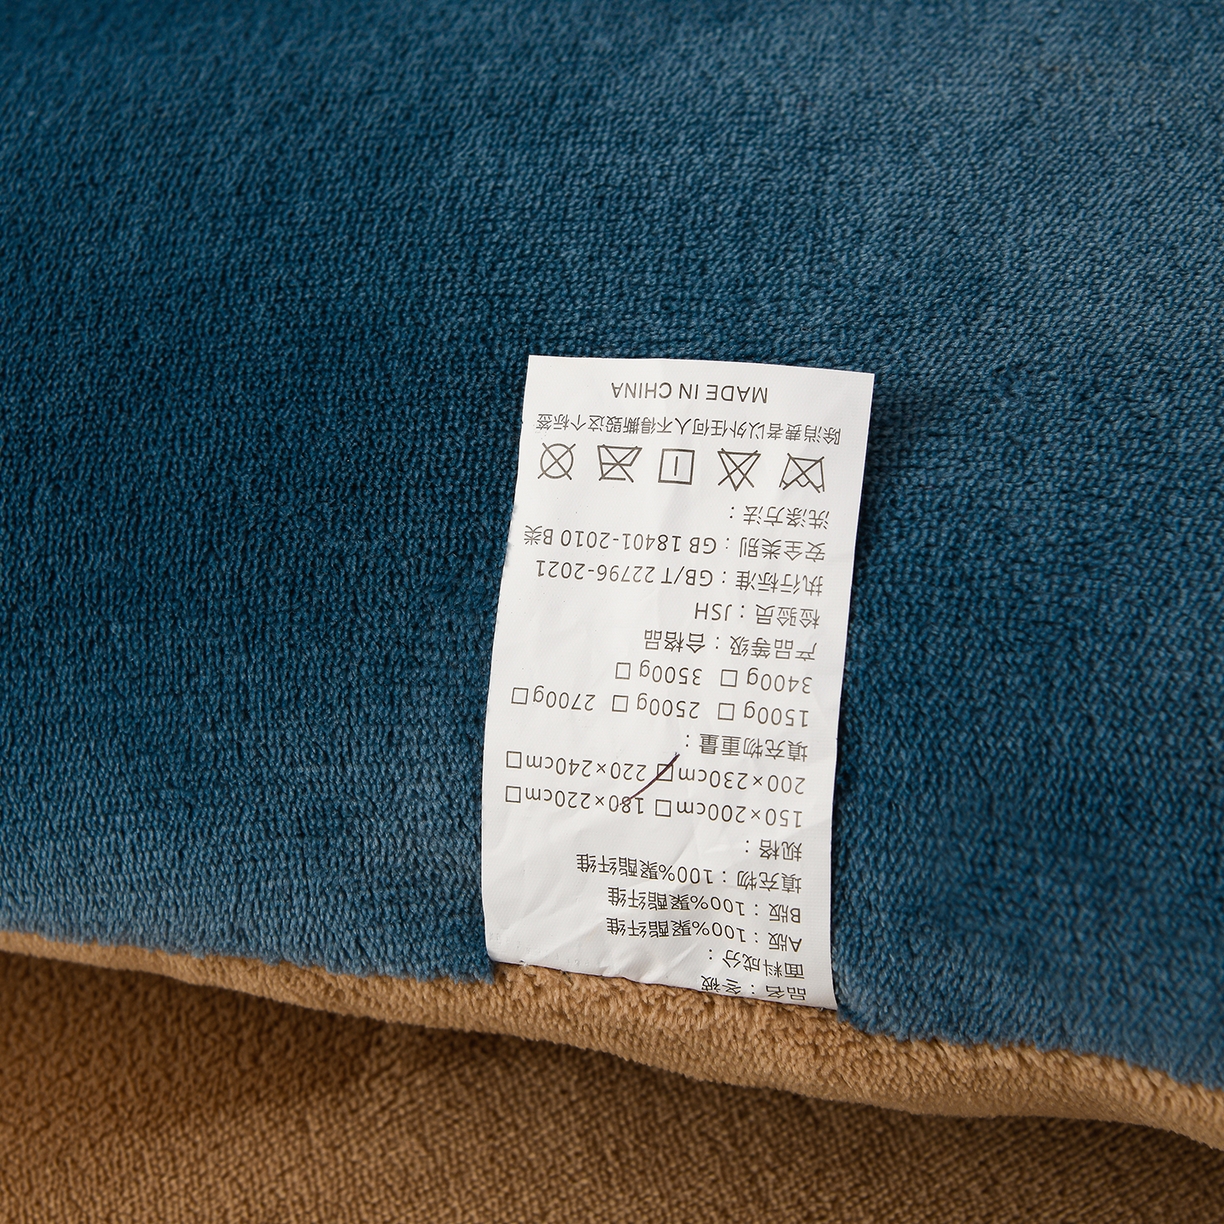 品名：冬被
面料成分：
A版：100%聚酯纤维
B版：100%聚酯纤维
填充物：100%聚酯纤维
规格：
150×200cm□ 180×220cm□
200×230cm□ 220×240cm□
填充物重量：
1500g□ 2500g□ 2700g□
3400g□ 3500g□
产品等级：合格品
检验员：JSH
执行标准：GB/T 22796-2021
安全类别：GB 18401-2010 B类
洗涤方法：
除消费者以外任何人不得撕毁这个标签
MADE IN CHINA